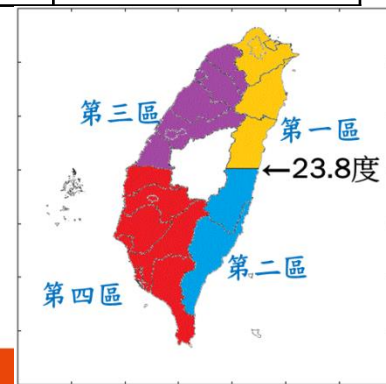 第三區
第一區
←23.8度
第二區
第四區